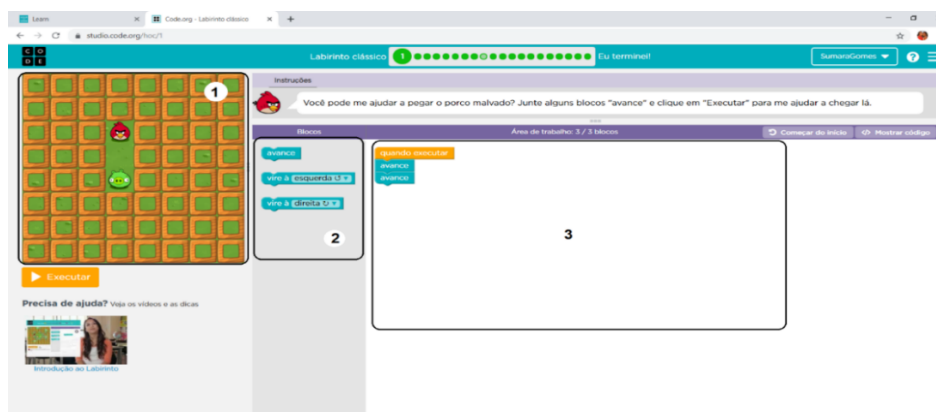 Learn
Code.org - Labirinto clássico
studio.code.org/hoc/1
CO
DE
Labirinto clássico
1
Eu terminei!
SumaraGomes
?
1
Instruções
Você pode me ajudar a pegar o porco malvado? Junte alguns blocos "avance" e clique em "Executar" para me ajudar a chegar lá.
Blocos
Área de trabalho: 3 / 3 blocos
Começar do início
Mostrar código
avance
vire à esquerda
vire à direita
2
quando executar
avance
avance
3
Executar
Precisa de ajuda? Veja os vídeos e as dicas
Introdução ao Labirinto